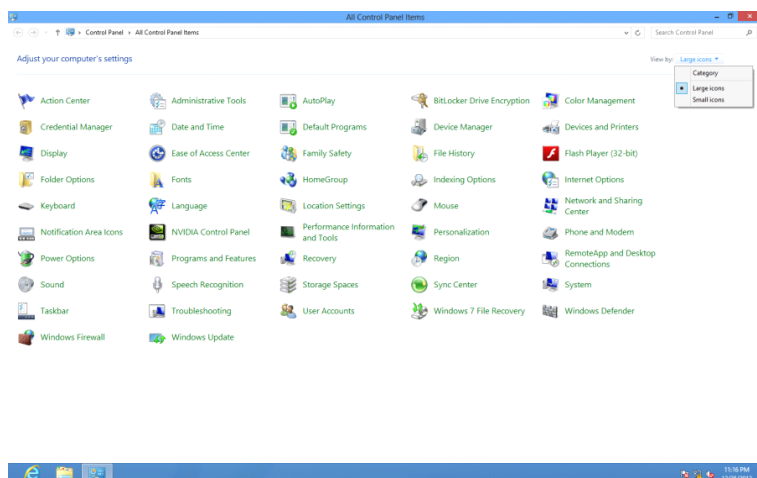 All Control Panel Items
Control Panel All Control Panel Items
Search Control Panel
Adjust your computer's settings
View by: Large icons
Category
Large icons
Small icons
Action Center
Administrative Tools
AutoPlay
BitLocker Drive Encryption
Color Management
Credential Manager
Date and Time
Default Programs
Device Manager
Devices and Printers
Display
Ease of Access Center
Family Safety
File History
Flash Player (32-bit)
Folder Options
Fonts
HomeGroup
Indexing Options
Internet Options
Keyboard
Language
Location Settings
Mouse
Network and Sharing
Center
Notification Area Icons
NVIDIA Control Panel
Performance Information
and Tools
Personalization
Phone and Modem
Power Options
Programs and Features
Recovery
Region
RemoteApp and Desktop
Connections
Sound
Speech Recognition
Storage Spaces
Sync Center
System
Taskbar
Troubleshooting
User Accounts
Windows 7 File Recovery
Windows Defender
Windows Firewall
Windows Update
11:16 PM